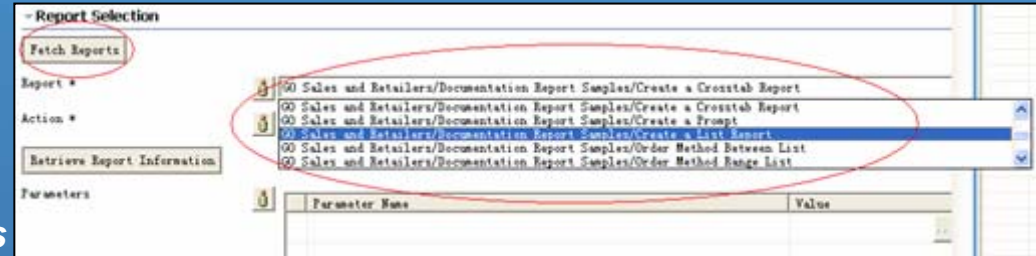 - Report Selection
Fetch Reports
Report *
GO Sales and Retailers/Documentation Report Samples/Create a Crosstab Report
GO Sales and Retailers/Documentation Report Samples/Create a Crosstab Report
GO Sales and Retailers/Documentation Report Samples/Create a Prompt
Action *
GO Sales and Retailers/Documentation Report Samples/Create a List Report
GO Sales and Retailers/Documentation Report Samples/Order Method Between List
GO Sales and Retailers/Documentation Report Samples/Order Method Range List
Retrieve Report Information
Parameters
Parameter Name Value
s